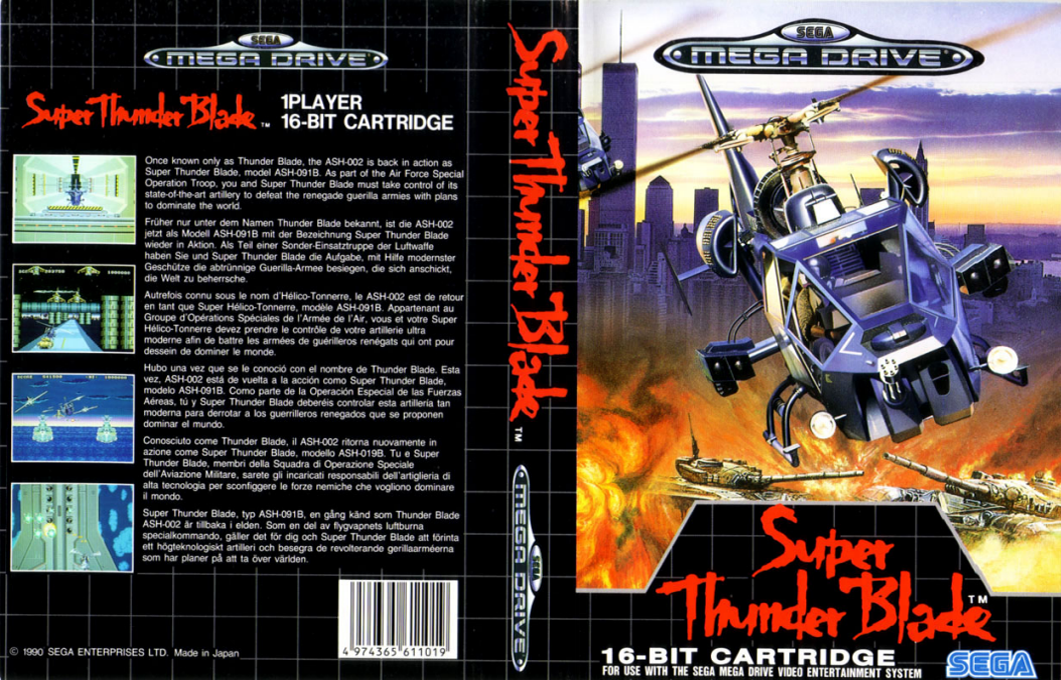 SEGA
MEGA DRIVE
Super Thunder Blade ™
1PLAYER
16-BIT CARTRIDGE
Once known only as Thunder Blade, the ASH-002 is back in action as
Super Thunder Blade, model ASH-091B. As part of the Air Force Special
Operation Troop, you and Super Thunder Blade must take control of its
state-of-the-art artillery to defeat the renegade guerilla armies with plans
to dominate the world.
Früher nur unter dem Namen Thunder Blade bekannt, ist die ASH-002
jetzt als Modell ASH-091B mit der Bezeichnung Super Thunder Blade
wieder in Aktion. Als Teil einer Sonder-Einsatztruppe der Luftwaffe
haben Sie und Super Thunder Blade die Aufgabe, mit Hilfe modernster
Geschütze die abtrünnige Guerilla-Armee besiegen, die sich anschickt,
die Welt zu beherrsche.
Autrefois connu sous le nom d'Hélico-Tonnerre, le ASH-002 est de retour
en tant que Super Hélico-Tonnerre, modèle ASH-091B. Appartenant au
Groupe d'Opérations Spéciales de l'Armée de l'Air, vous et votre Super
Hélico-Tonnerre devez prendre le contrôle de votre artillerie ultra
moderne afin de battre les armées de guérilleros renégats qui ont pour
dessein de dominer le monde.
Hubo una vez que se le conoció con el nombre de Thunder Blade. Esta
vez, ASH-002 está de vuelta a la acción como Super Thunder Blade,
modelo ASH-091B. Como parte de la Operación Especial de las Fuerzas
Aéreas, tú y Super Thunder Blade deberéis controlar esta artillería tan
moderna para derrotar a los guerrilleros renegados que se proponen
dominar el mundo.
Conosciuto come Thunder Blade, il ASH-002 ritorna nuovamente in
azione come Super Thunder Blade, modello ASH-019B. Tu e Super
Thunder Blade, membri della Squadra di Operazione Speciale
dell'Aviazione Militare, sarete gli incaricati responsabili dell'artiglieria di
alta tecnologia per sconfiggere le forze nemiche che vogliono dominare
il mondo.
Super Thunder Blade, typ ASH-091B, en gång känd som Thunder Blade
ASH-002 är tillbaka i elden. Som en del av flygvapnets luftburna
specialkommando, gäller det för dig och Super Thunder Blade att förinta
ett högteknologiskt artilleri och besegra de revolterande gorillaarméerna
som har planer på att ta över världen.
4 974365 611019
© 1990 SEGA ENTERPRISES LTD. Made in Japan
Super Thunder Blade ™
SEGA
MEGA DRIVE
SEGA
MEGA DRIVE
Super
Thunder Blade ™
16-BIT CARTRIDGE
FOR USE WITH THE SEGA MEGA DRIVE VIDEO ENTERTAINMENT SYSTEM
SEGA